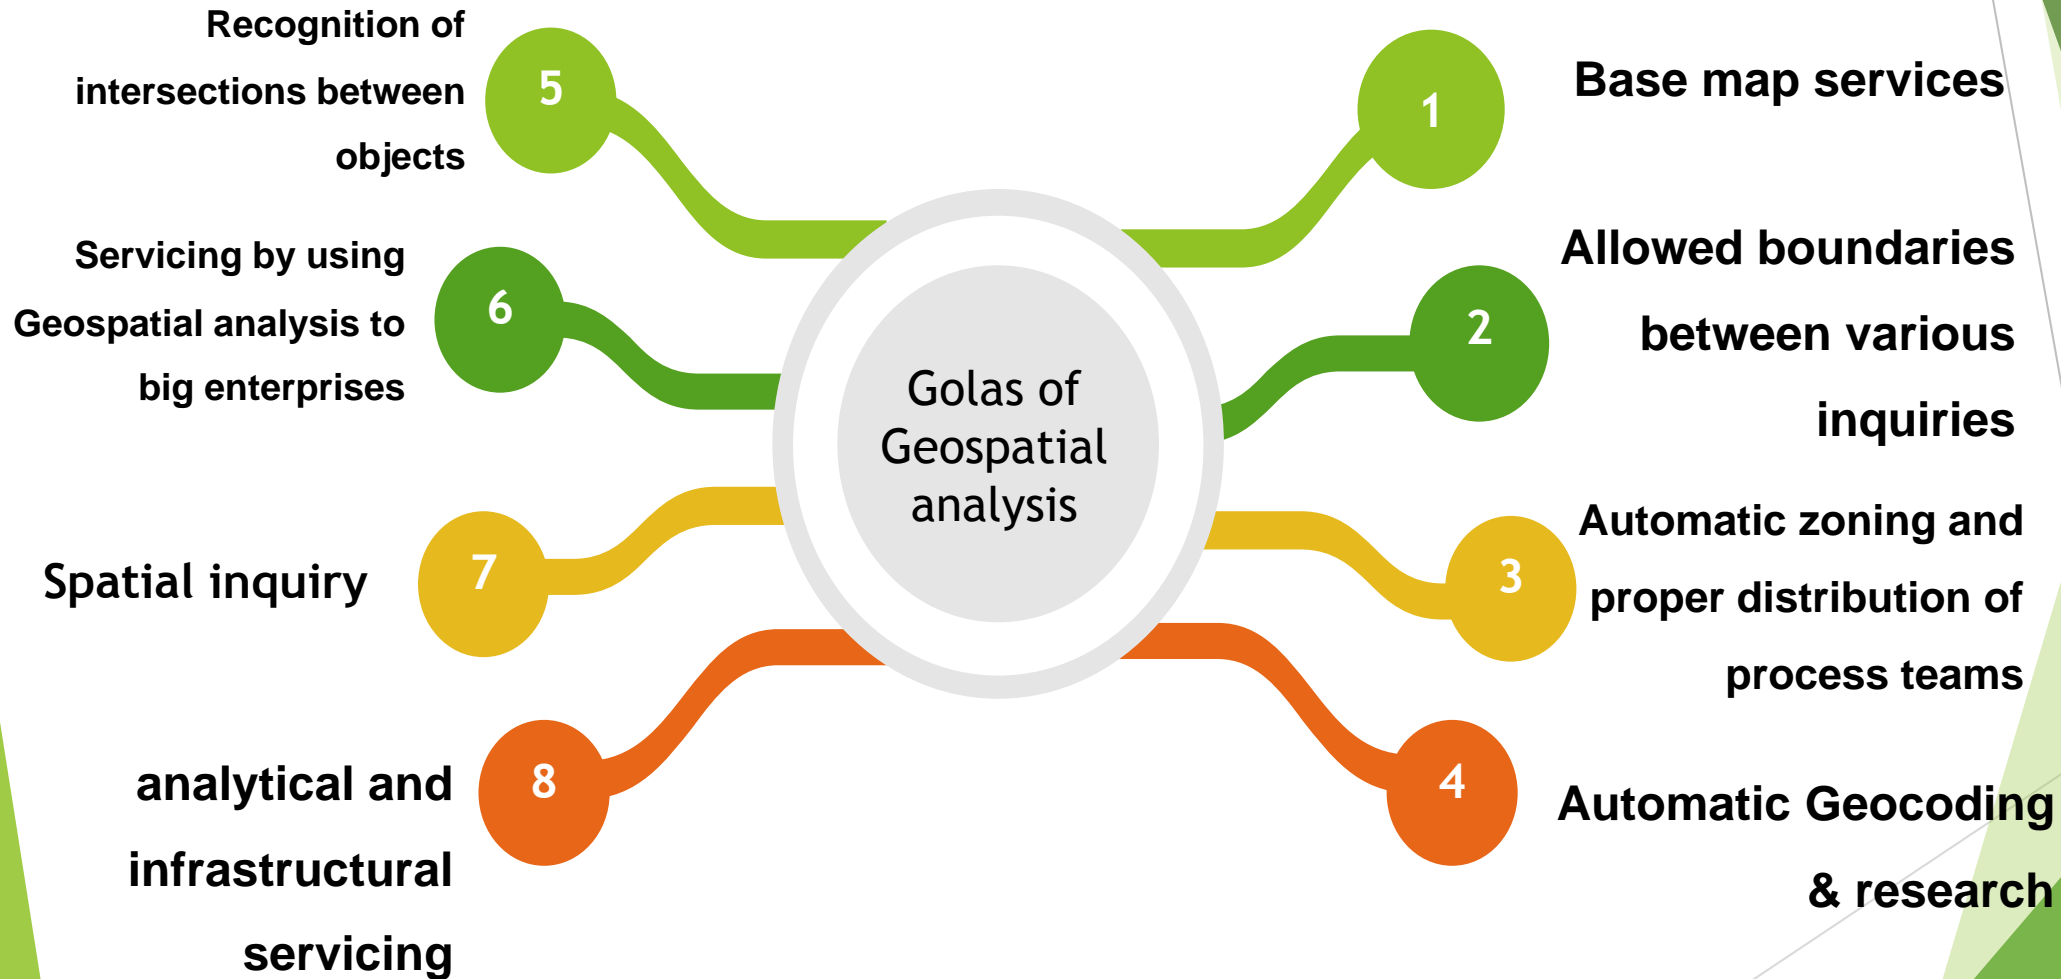 Golas of
Geospatial
analysis
1
Base map services
2
Allowed boundaries
between various
inquiries
3
Automatic zoning and
proper distribution of
process teams
4
Automatic Geocoding
& research
5
Recognition of
intersections between
objects
6
Servicing by using
Geospatial analysis to
big enterprises
7
Spatial inquiry
8
analytical and
infrastructural
servicing